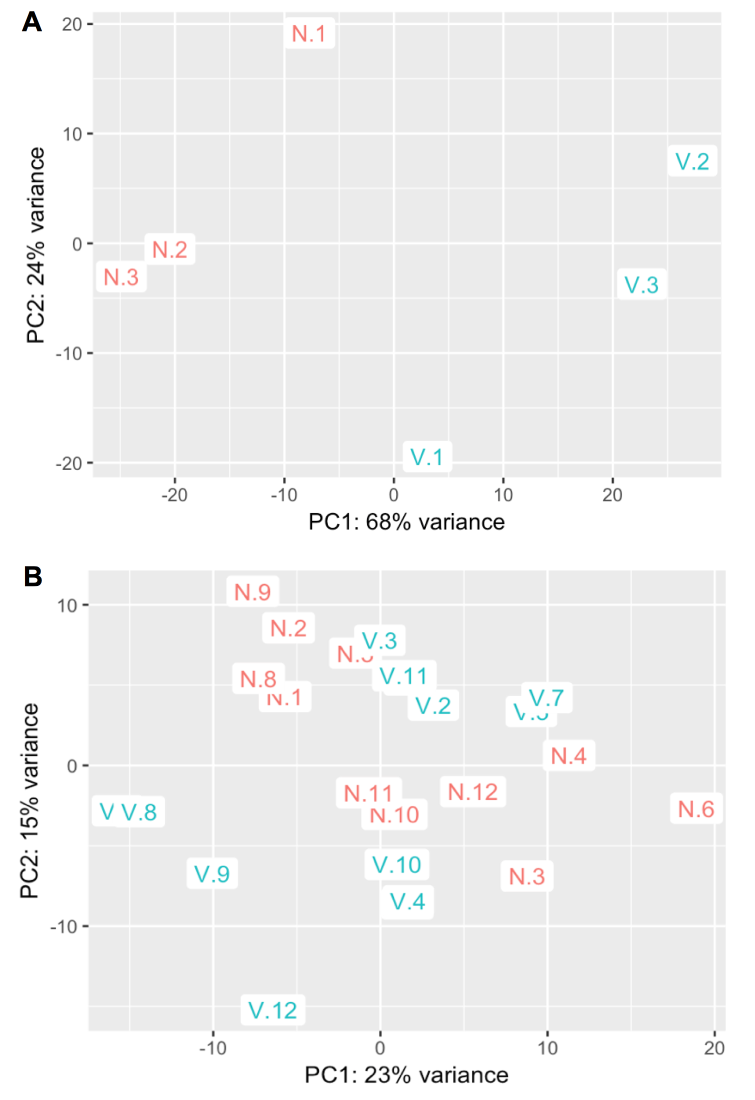 A
20
N.1
10
V.2
PC2: 24% variance
0
N.2
N.3
V.3
-10
V.1
-20
-20 -10 0 10 20
PC1: 68% variance
B
N.9
10
N.2
V.3
N.8
V.11
N.1
V.2
V.7
N.4
0
PC2: 15% variance
N.11
N.12
N.10
N.6
V
V.8
V.9
V.10
N.3
V.4
-10
V.12
-10 0 10 20
PC1: 23% variance